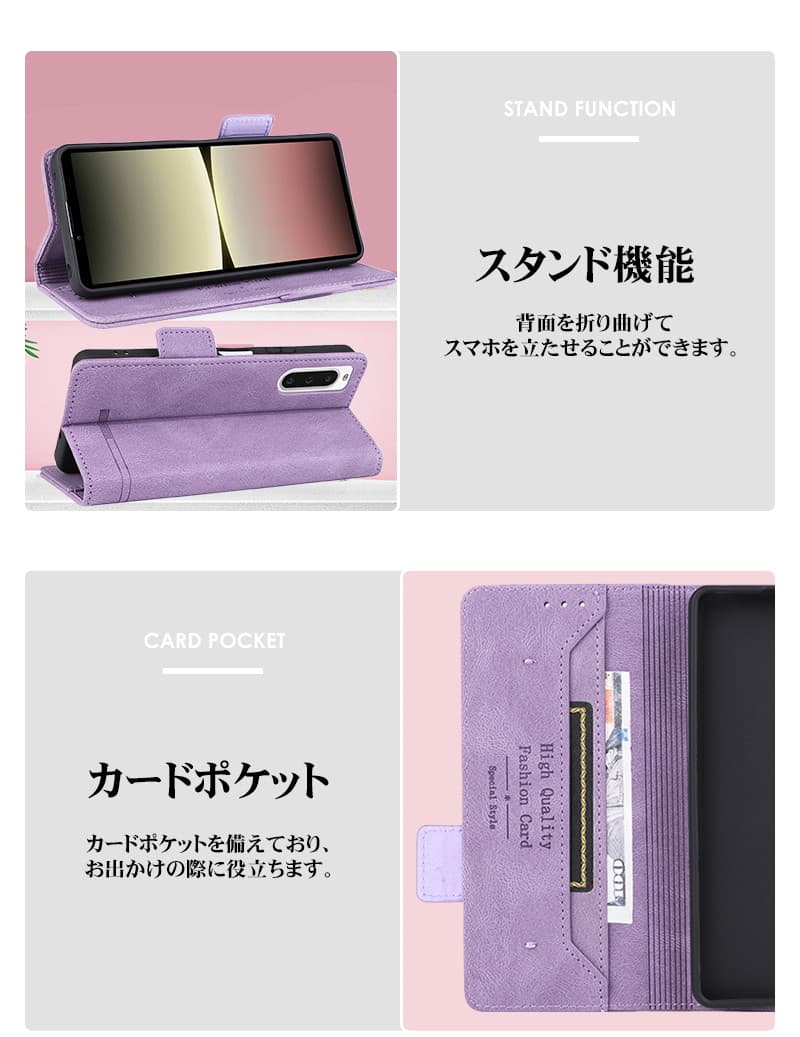 STAND FUNCTION
スタンド機能
背面を折り曲げて
スマホを立たせることができます。
CARD POCKET
カードポケット
カードポケットを備えており、
お出かけの際に役立ちます。
High Quality
Fashion Card
Special Style
100